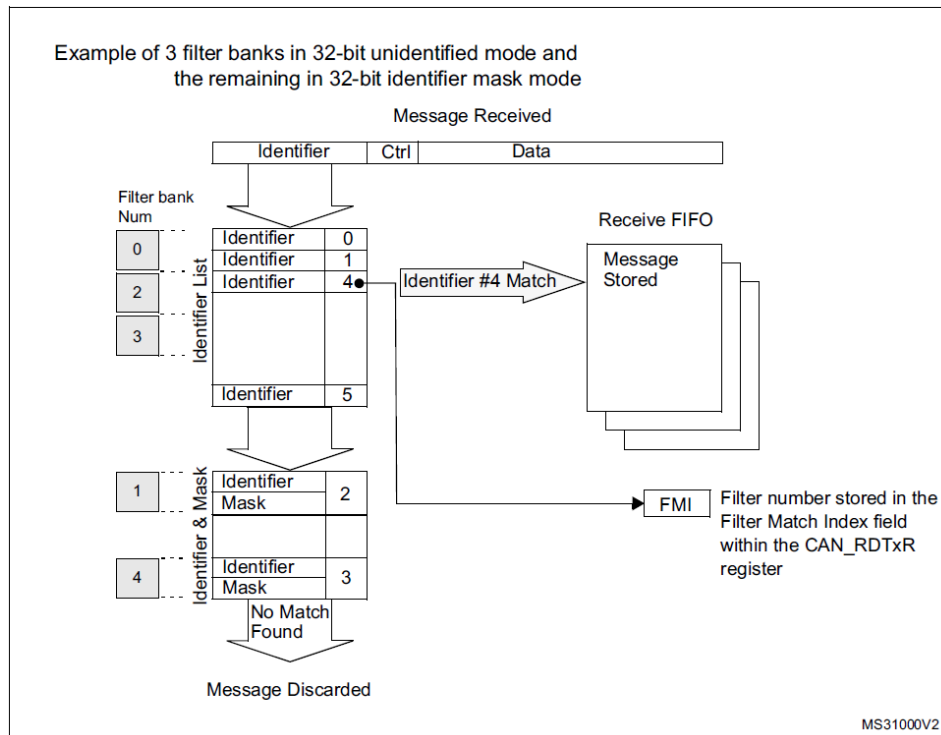 Example of 3 filter banks in 32-bit unidentified mode and
the remaining in 32-bit identifier mask mode
Message Received
Identifier Ctrl Data
Filter bank
Num
Receive FIFO
0
2
3
Identifier List
Identifier 0
Identifier 1
Identifier 4
Identifier 5
Identifier #4 Match
Message
Stored
1
4
Identifier & Mask
Identifier
Mask
2
Identifier
Mask
3
FMI
Filter number stored in the
Filter Match Index field
within the CAN_RDTxR
register
No Match
Found
Message Discarded
MS31000V2